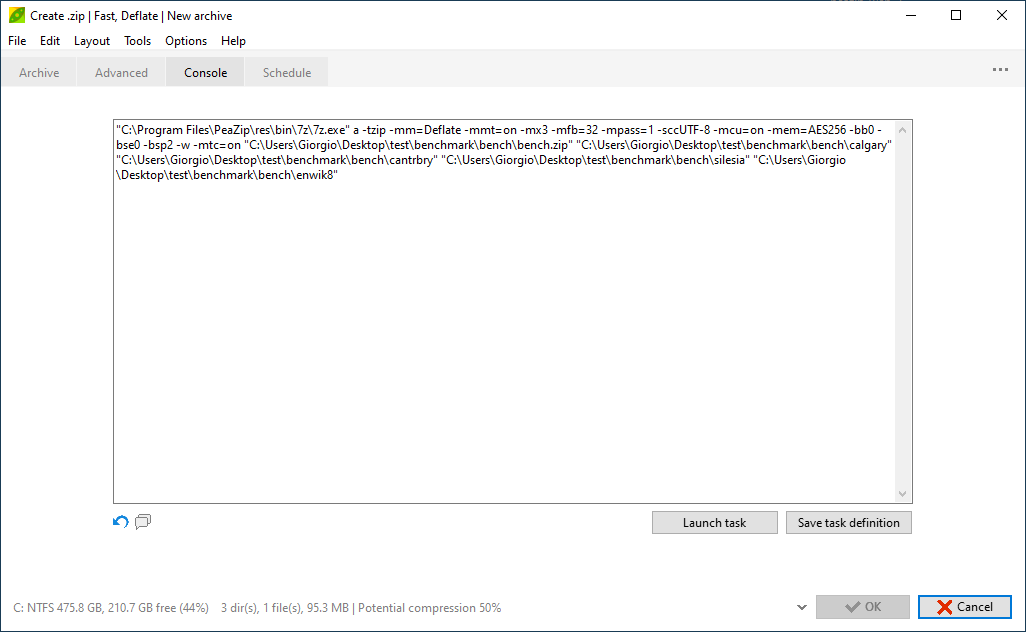 Create .zip | Fast, Deflate | New archive
File Edit Layout Tools Options Help
Archive Advanced Console Schedule
"C:\Program Files\PeaZip\res\bin\7z\7z.exe" a -tzip -mm=Deflate -mmt=on -mx3 -mfb=32 -mpass=1 -sccUTF-8 -mcu=on -mem=AES256 -bb0 -
bse0 -bsp2 -w -mtc=on "C:\Users\Giorgio\Desktop\test\benchmark\bench\bench.zip" "C:\Users\Giorgio\Desktop\test\benchmark\bench\calgary"
"C:\Users\Giorgio\Desktop\test\benchmark\bench\cantrbry" "C:\Users\Giorgio\Desktop\test\benchmark\bench\silesia" "C:\Users\Giorgio
\Desktop\test\benchmark\bench\enwik8"
Launch task Save task definition
C: NTFS 475.8 GB, 210.7 GB free (44%) 3 dir(s), 1 file(s), 95.3 MB | Potential compression 50% OK Cancel